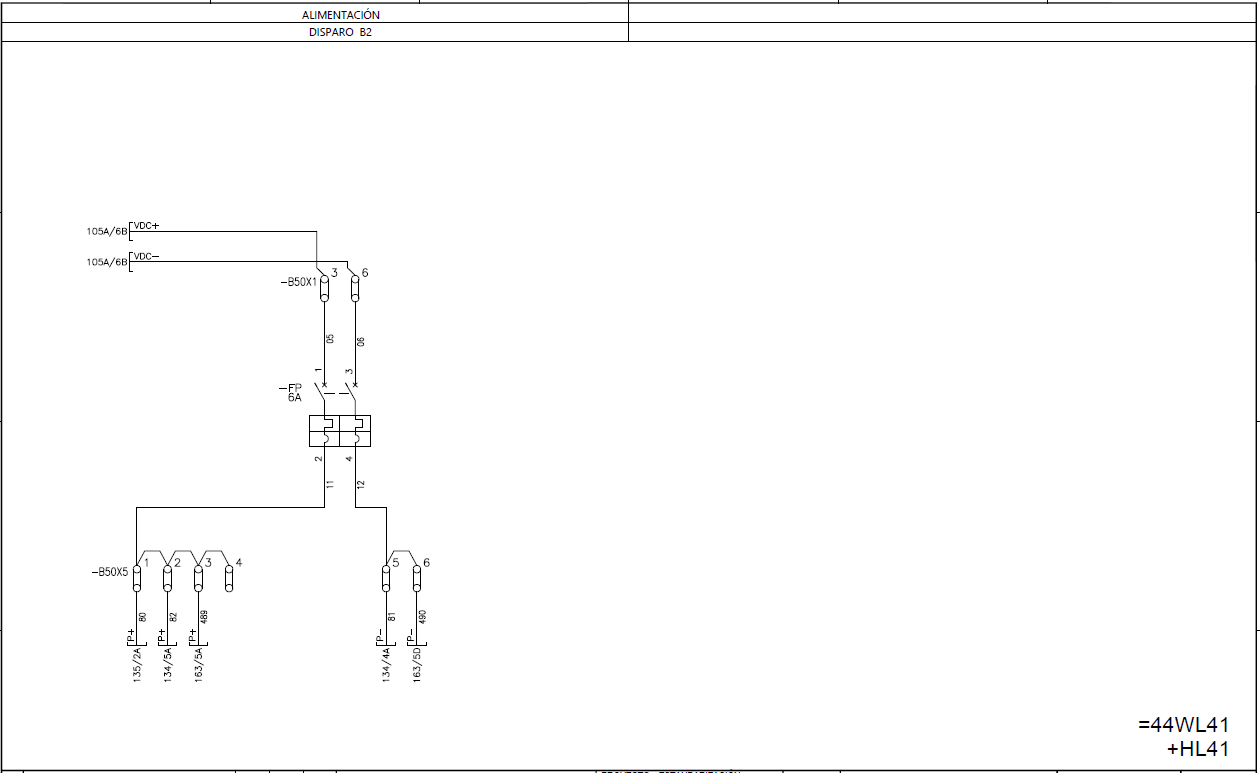 ALIMENTACIÓN
DISPARO B2
105A/6B VDC+
105A/6B VDC-
-B50X1 3 6
05 06
1 3
-FP
6A
2 4
11 12
-B50X5 1 2 3 4 5 6
80 82 489 81 490
P+ P+ P+ P- P-
135/2A 134/5A 163/5A 134/4A 163/5D
=44WL41
+HL41